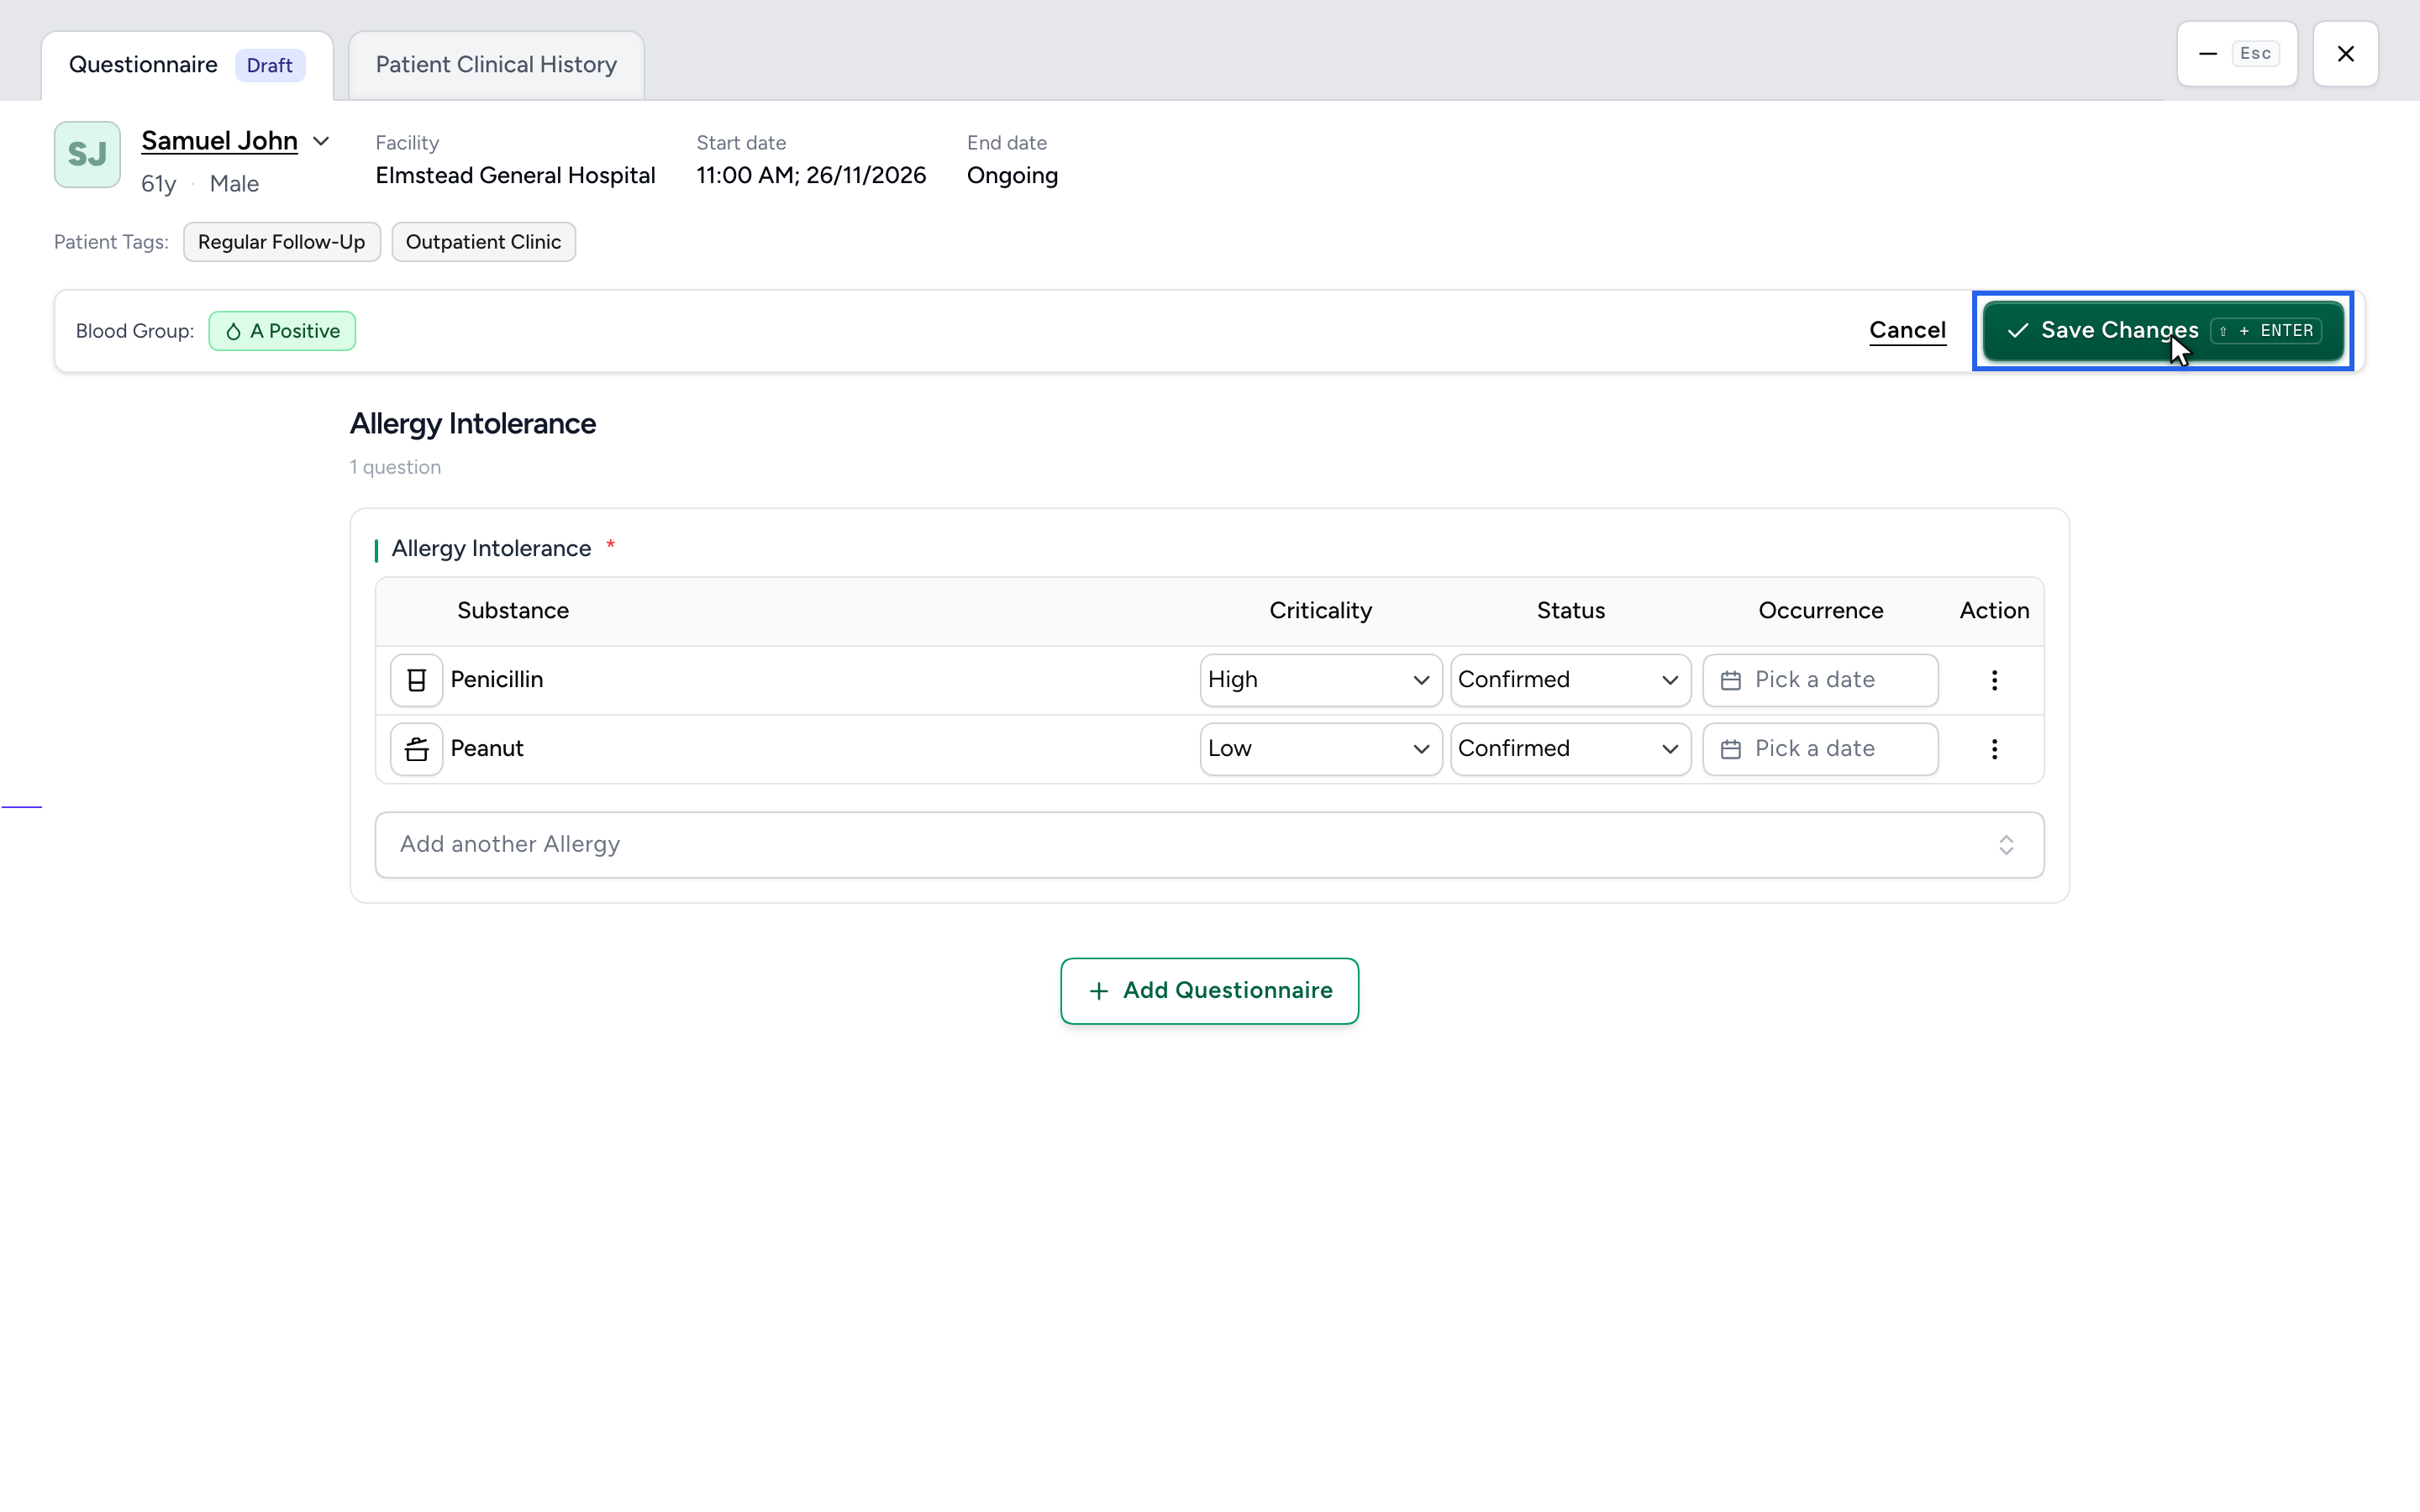 Questionnaire Draft Patient Clinical History Esc
SJ Samuel John
61y · Male
Facility
Elmstead General Hospital
Start date
11:00 AM; 26/11/2026
End date
Ongoing
Patient Tags: Regular Follow-Up Outpatient Clinic
Blood Group: A Positive Cancel Save Changes ⇧ + ENTER
Allergy Intolerance
1 question
Allergy Intolerance *
Substance Criticality Status Occurrence Action
Penicillin High Confirmed Pick a date
Peanut Low Confirmed Pick a date
Add another Allergy
+ Add Questionnaire